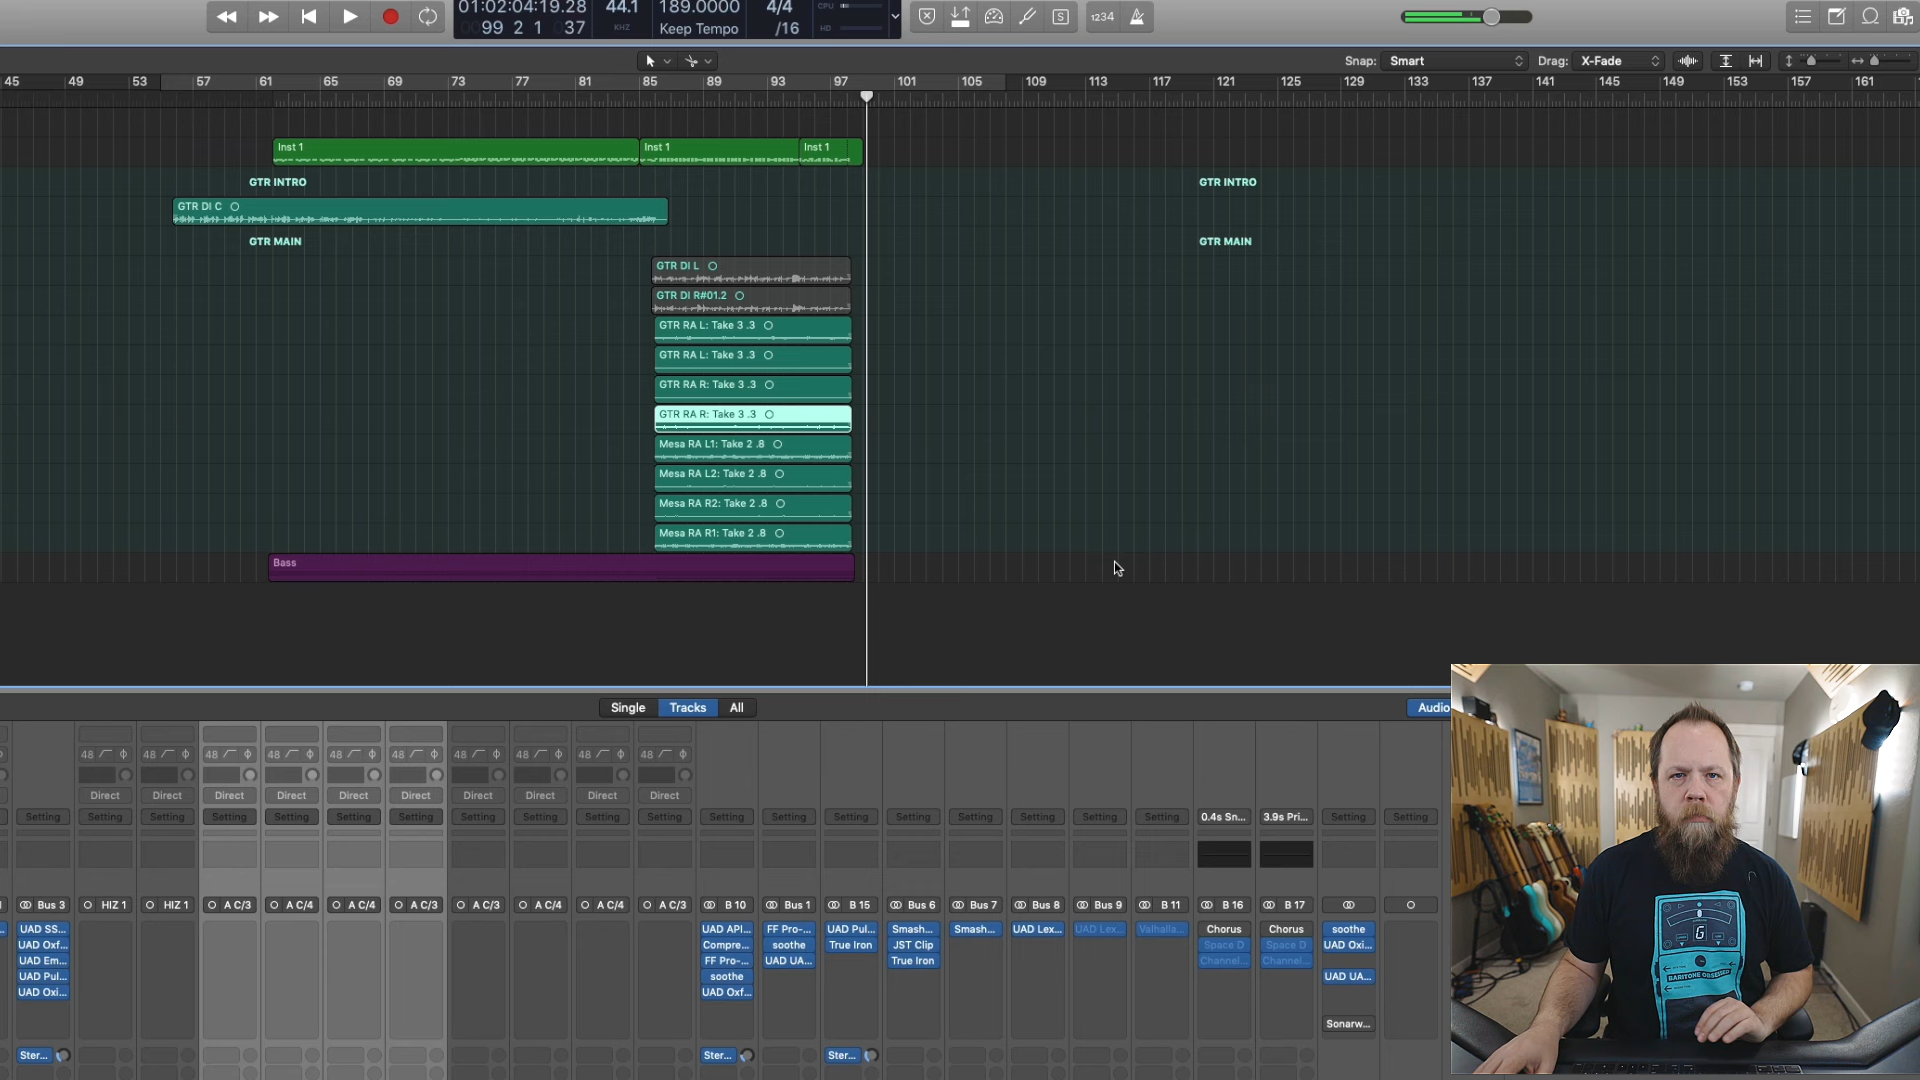 01:02:04:19.28 44.1 189.0000 4/4 CPU
99 2 1 37 KHZ Keep Tempo /16 HD
S 1234
Snap: Smart Drag: X-Fade
45 49 53 57 61 65 69 73 77 81 85 89 93 97 101 105 109 113 117 121 125 129 133 137 141 145 149 153 157 161
Inst 1 Inst 1 Inst 1
GTR INTRO GTR INTRO
GTR DI C
GTR MAIN GTR MAIN
GTR DI L
GTR DI R#01.2
GTR RA L: Take 3 .3
GTR RA L: Take 3 .3
GTR RA R: Take 3 .3
GTR RA R: Take 3 .3
Mesa RA L1: Take 2 .8
Mesa RA L2: Take 2 .8
Mesa RA R2: Take 2 .8
Mesa RA R1: Take 2 .8
Bass
Single Tracks All Audio
48 48 48 48 48 48 48 48 48 48
Direct Direct Direct Direct Direct Direct Direct Direct Direct Direct
Setting Setting Setting Setting Setting Setting Setting Setting Setting Setting Setting Setting Setting Setting Setting Setting Setting Setting Setting 0.4s Sn... 3.9s Pri... Setting Setting
Bus 3 HIZ 1 HIZ 1 A C/3 A C/4 A C/4 A C/3 A C/3 A C/4 A C/4 A C/3 B 10 Bus 1 B 15 Bus 6 Bus 7 Bus 8 Bus 9 B 11 B 16 B 17
UAD SS... UAD API... FF Pro-... UAD Pul... Smash... Smash... UAD Lex... UAD Lex... Valhalla... Chorus Chorus soothe
UAD Oxf... Compre... soothe True Iron JST Clip Space D Space D UAD Oxi...
UAD Em... FF Pro-... UAD UA... True Iron Channel... Channel...
UAD Pul... soothe UAD UA...
UAD Oxi... UAD Oxf...
Sonarw...
Ster... Ster... Ster...
G
BARITONE OBSESSED